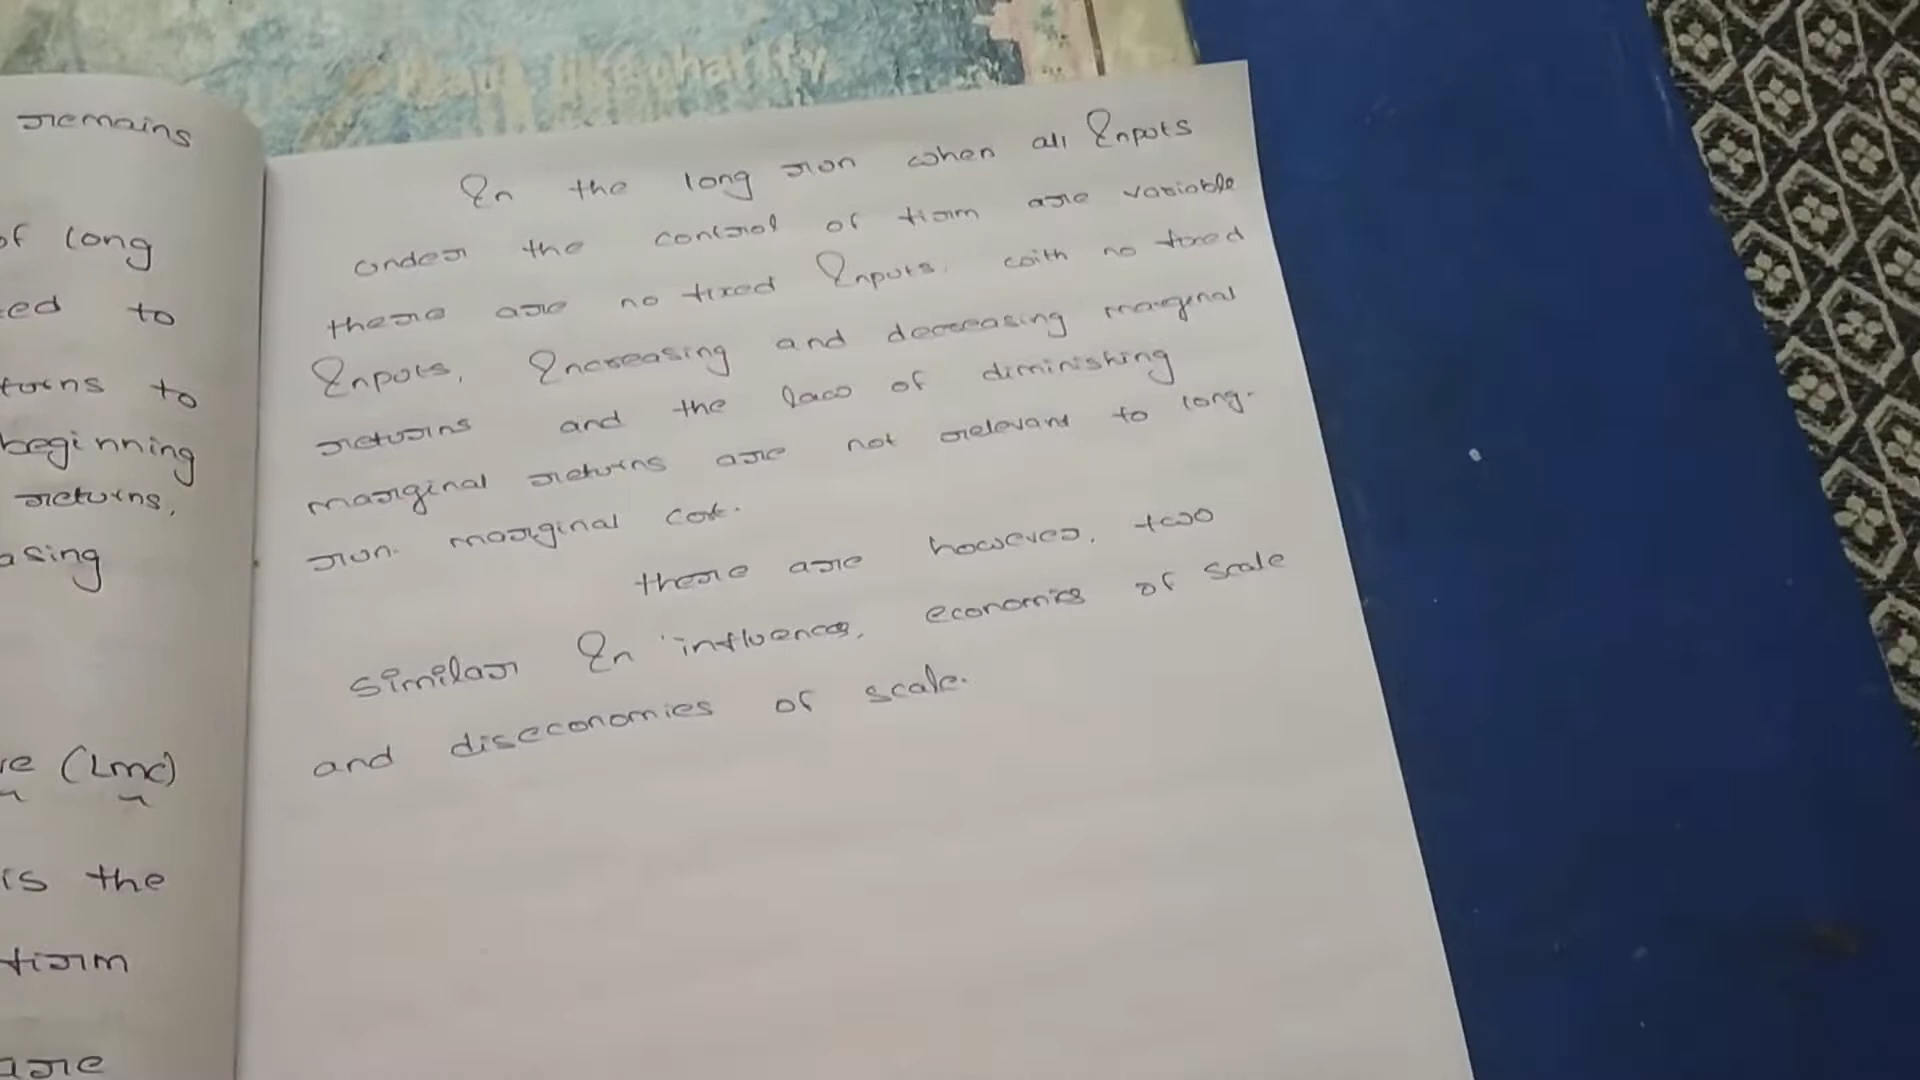 remains
of long
ed to
turns to
beginning
returns,
asing
(LMC)
is the
firm
are
In the long run when all Inputs
under the control of firm are variable
there are no fixed Inputs. with no fixed
Inputs, Increasing and decreasing marginal
returns and the law of diminishing
marginal returns are not relevant to long-
run marginal cost.
there are however, two
similar In influences, economies of scale
and diseconomies of scale.